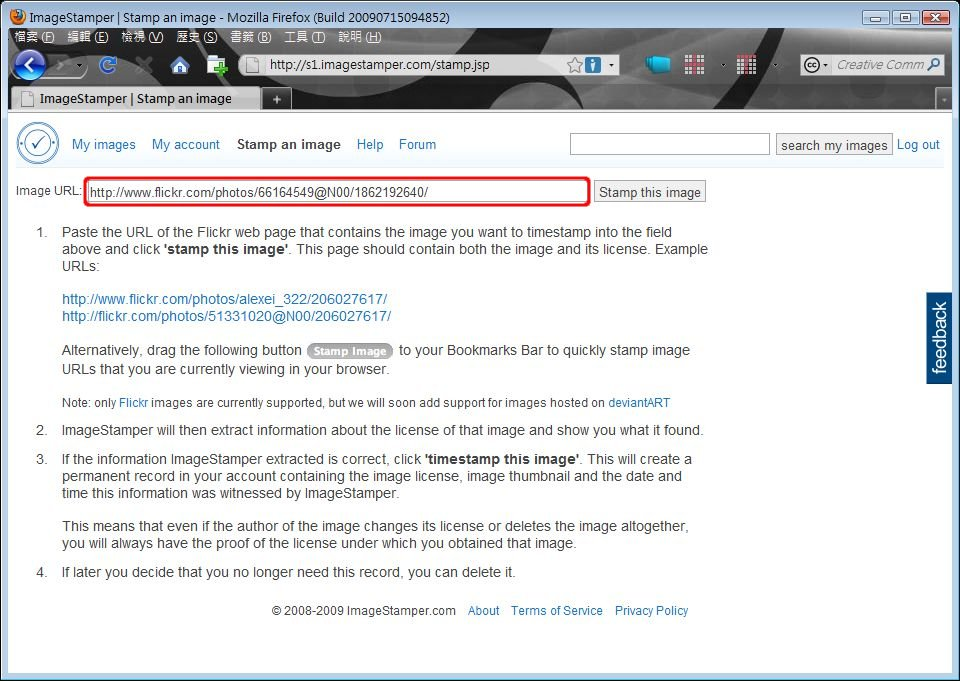 ImageStamper | Stamp an image - Mozilla Firefox (Build 20090715094852)
檔案 (F) 編輯 (E) 檢視 (V) 歷史 (S) 書籤 (B) 工具 (T) 說明 (H)
http://s1.imagestamper.com/stamp.jsp
cc
Creative Comm
ImageStamper | Stamp an image
My images My account Stamp an image Help Forum search my images Log out
Image URL: http://www.flickr.com/photos/66164549@N00/1862192640/ Stamp this image
1. Paste the URL of the Flickr web page that contains the image you want to timestamp into the field
above and click 'stamp this image'. This page should contain both the image and its license. Example
URLs:
http://www.flickr.com/photos/alexei_322/206027617/
http://flickr.com/photos/51331020@N00/206027617/
Alternatively, drag the following button Stamp Image to your Bookmarks Bar to quickly stamp image
URLs that you are currently viewing in your browser.
Note: only Flickr images are currently supported, but we will soon add support for images hosted on deviantART
2. ImageStamper will then extract information about the license of that image and show you what it found.
3. If the information ImageStamper extracted is correct, click 'timestamp this image'. This will create a
permanent record in your account containing the image license, image thumbnail and the date and
time this information was witnessed by ImageStamper.
This means that even if the author of the image changes its license or deletes the image altogether,
you will always have the proof of the license under which you obtained that image.
4. If later you decide that you no longer need this record, you can delete it.
© 2008-2009 ImageStamper.com About Terms of Service Privacy Policy
feedback